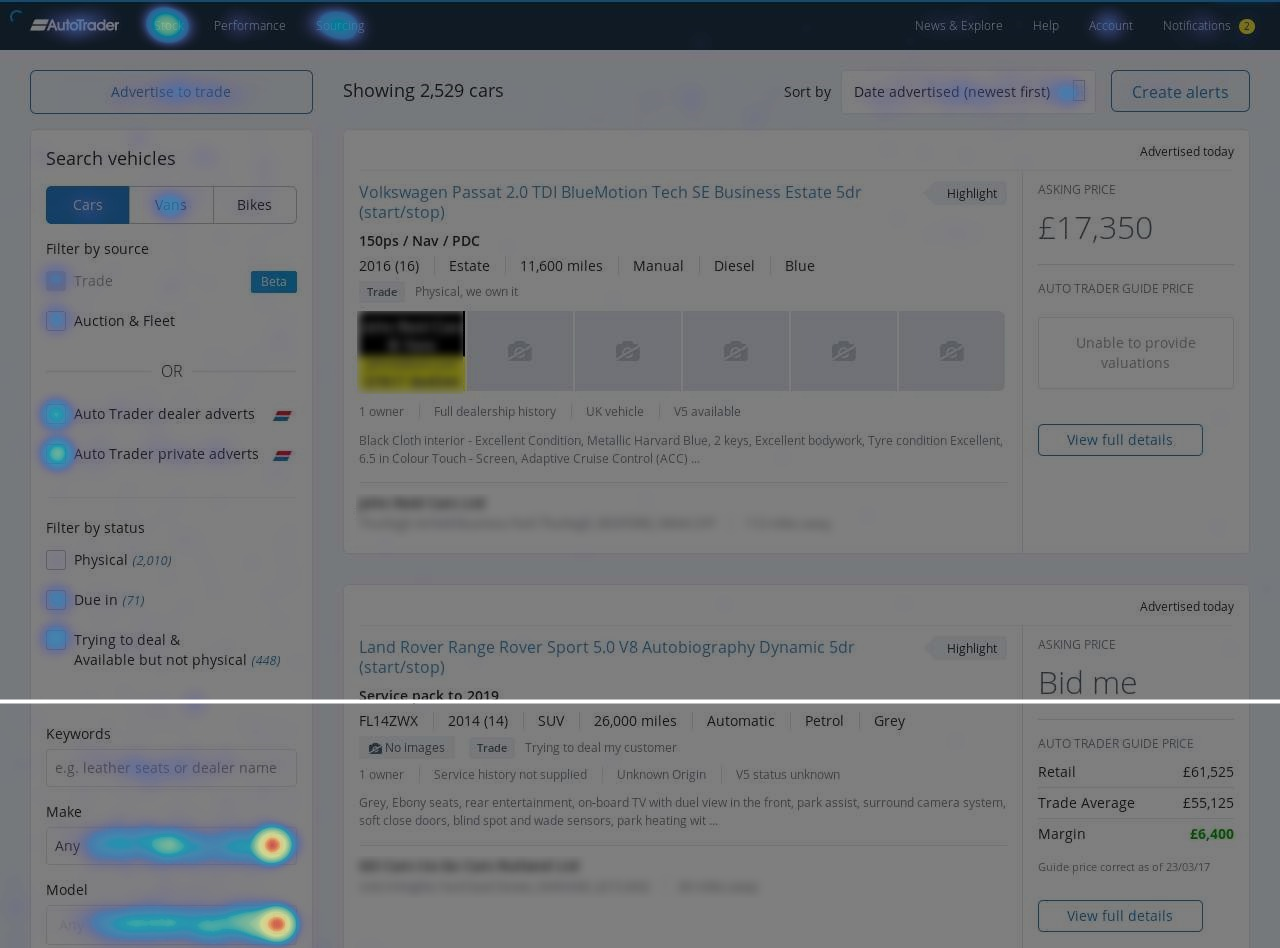 AutoTrader
Stock
Performance
Sourcing
News & Explore
Help
Account
Notifications 2
Advertise to trade
Showing 2,529 cars
Sort by
Date advertised (newest first)
Create alerts
Search vehicles
Cars
Vans
Bikes
Filter by source
Trade
Beta
Auction & Fleet
OR
Auto Trader dealer adverts
Auto Trader private adverts
Filter by status
Physical (2,010)
Due in (71)
Trying to deal &
Available but not physical (448)
Keywords
e.g. leather seats or dealer name
Make
Any
Model
Any
Advertised today
Volkswagen Passat 2.0 TDI BlueMotion Tech SE Business Estate 5dr
(start/stop)
Highlight
150ps / Nav / PDC
2016 (16) Estate 11,600 miles Manual Diesel Blue
Trade Physical, we own it
1 owner Full dealership history UK vehicle V5 available
Black Cloth interior - Excellent Condition, Metallic Harvard Blue, 2 keys, Excellent bodywork, Tyre condition Excellent,
6.5 in Colour Touch - Screen, Adaptive Cruise Control (ACC) ...
ASKING PRICE
£17,350
AUTO TRADER GUIDE PRICE
Unable to provide
valuations
View full details
Advertised today
Land Rover Range Rover Sport 5.0 V8 Autobiography Dynamic 5dr
(start/stop)
Highlight
Service pack to 2019
FL14ZWX 2014 (14) SUV 26,000 miles Automatic Petrol Grey
No images Trade Trying to deal my customer
1 owner Service history not supplied Unknown Origin V5 status unknown
Grey, Ebony seats, rear entertainment, on-board TV with duel view in the front, park assist, surround camera system,
soft close doors, blind spot and wade sensors, park heating wit ...
ASKING PRICE
Bid me
AUTO TRADER GUIDE PRICE
Retail £61,525
Trade Average £55,125
Margin £6,400
Guide price correct as of 23/03/17
View full details